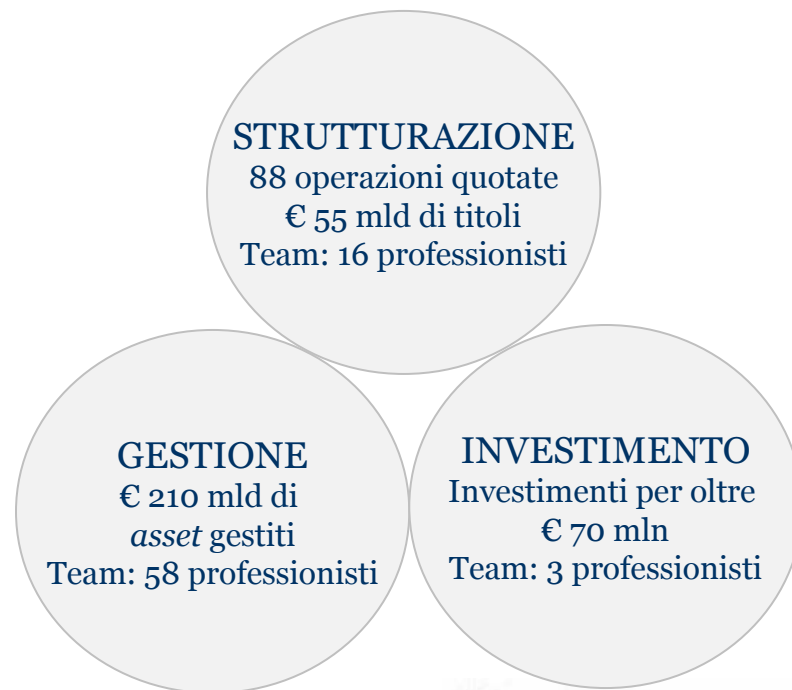 STRUTTURAZIONE
88 operazioni quotate
€ 55 mld di titoli
Team: 16 professionisti
GESTIONE
€ 210 mld di
asset gestiti
Team: 58 professionisti
INVESTIMENTO
Investimenti per oltre
€ 70 mln
Team: 3 professionisti